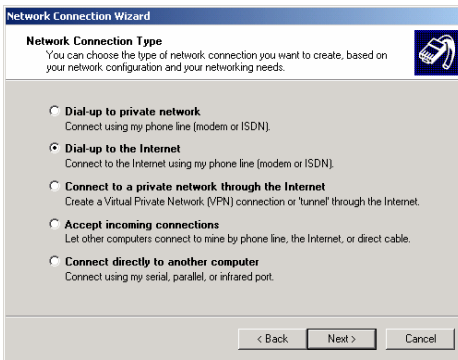 Network Connection Wizard
Network Connection Type
You can choose the type of network connection you want to create, based on
your network configuration and your networking needs.
Dial-up to private network
Connect using my phone line (modem or ISDN).
Dial-up to the Internet
Connect to the Internet using my phone line (modem or ISDN).
Connect to a private network through the Internet
Create a Virtual Private Network (VPN) connection or 'tunnel' through the Internet.
Accept incoming connections
Let other computers connect to mine by phone line, the Internet, or direct cable.
Connect directly to another computer
Connect using my serial, parallel, or infrared port.
< Back Next > Cancel